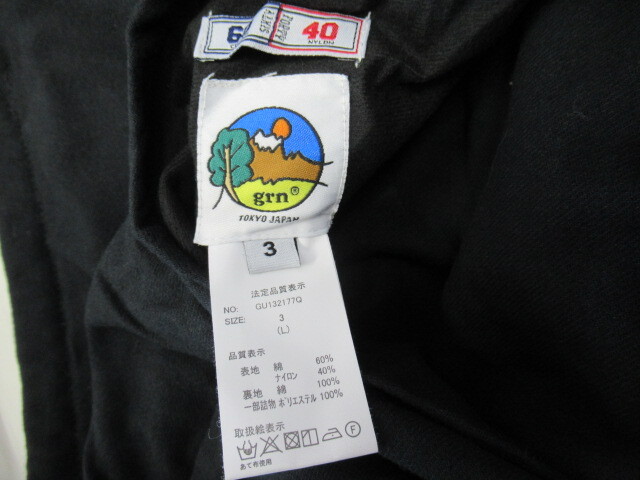 6
40
NYLON
grn®
TOKYO JAPAN
3
法定品質表示
NO: GU132177Q
SIZE: 3
(L)
品質表示
表地 綿 60%
ナイロン 40%
裏地 綿 100%
一部詰物 ポリエステル 100%
取扱絵表示
あて布使用